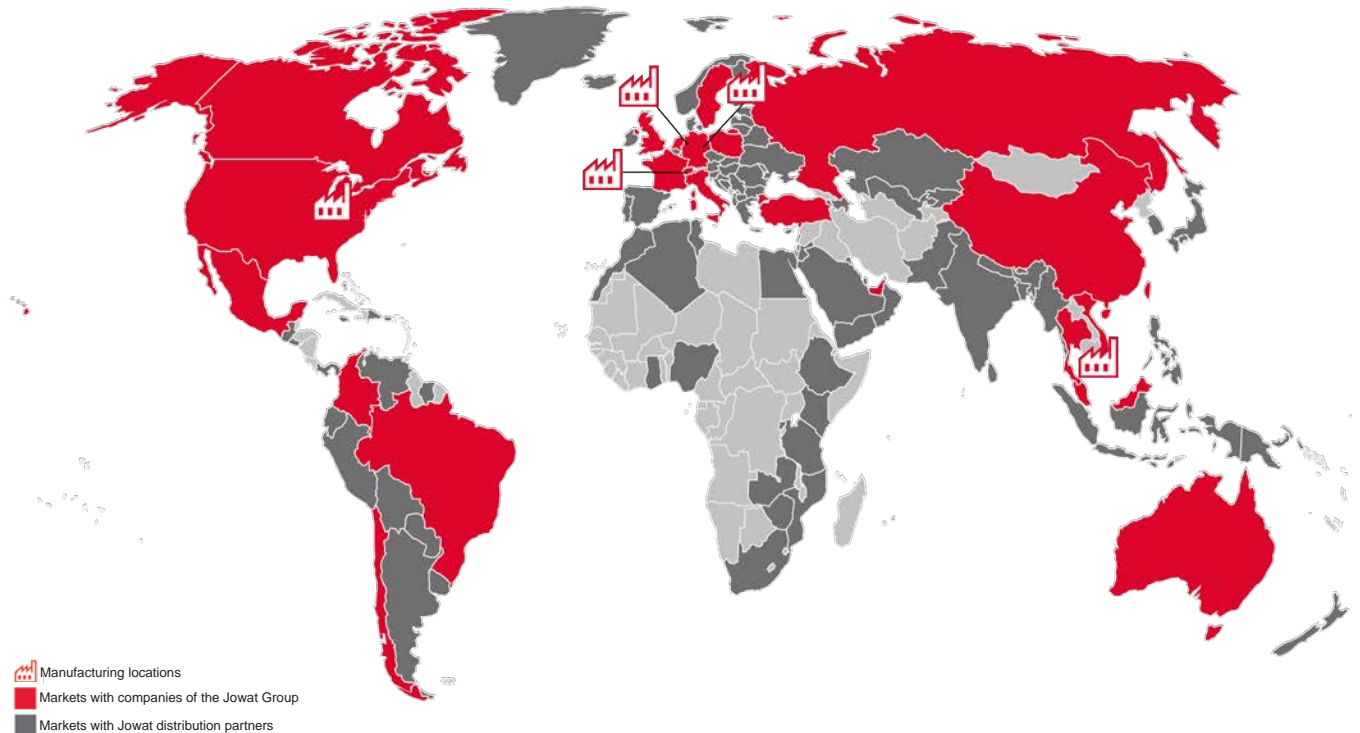 Manufacturing locations
Markets with companies of the Jowat Group
Markets with Jowat distribution partners